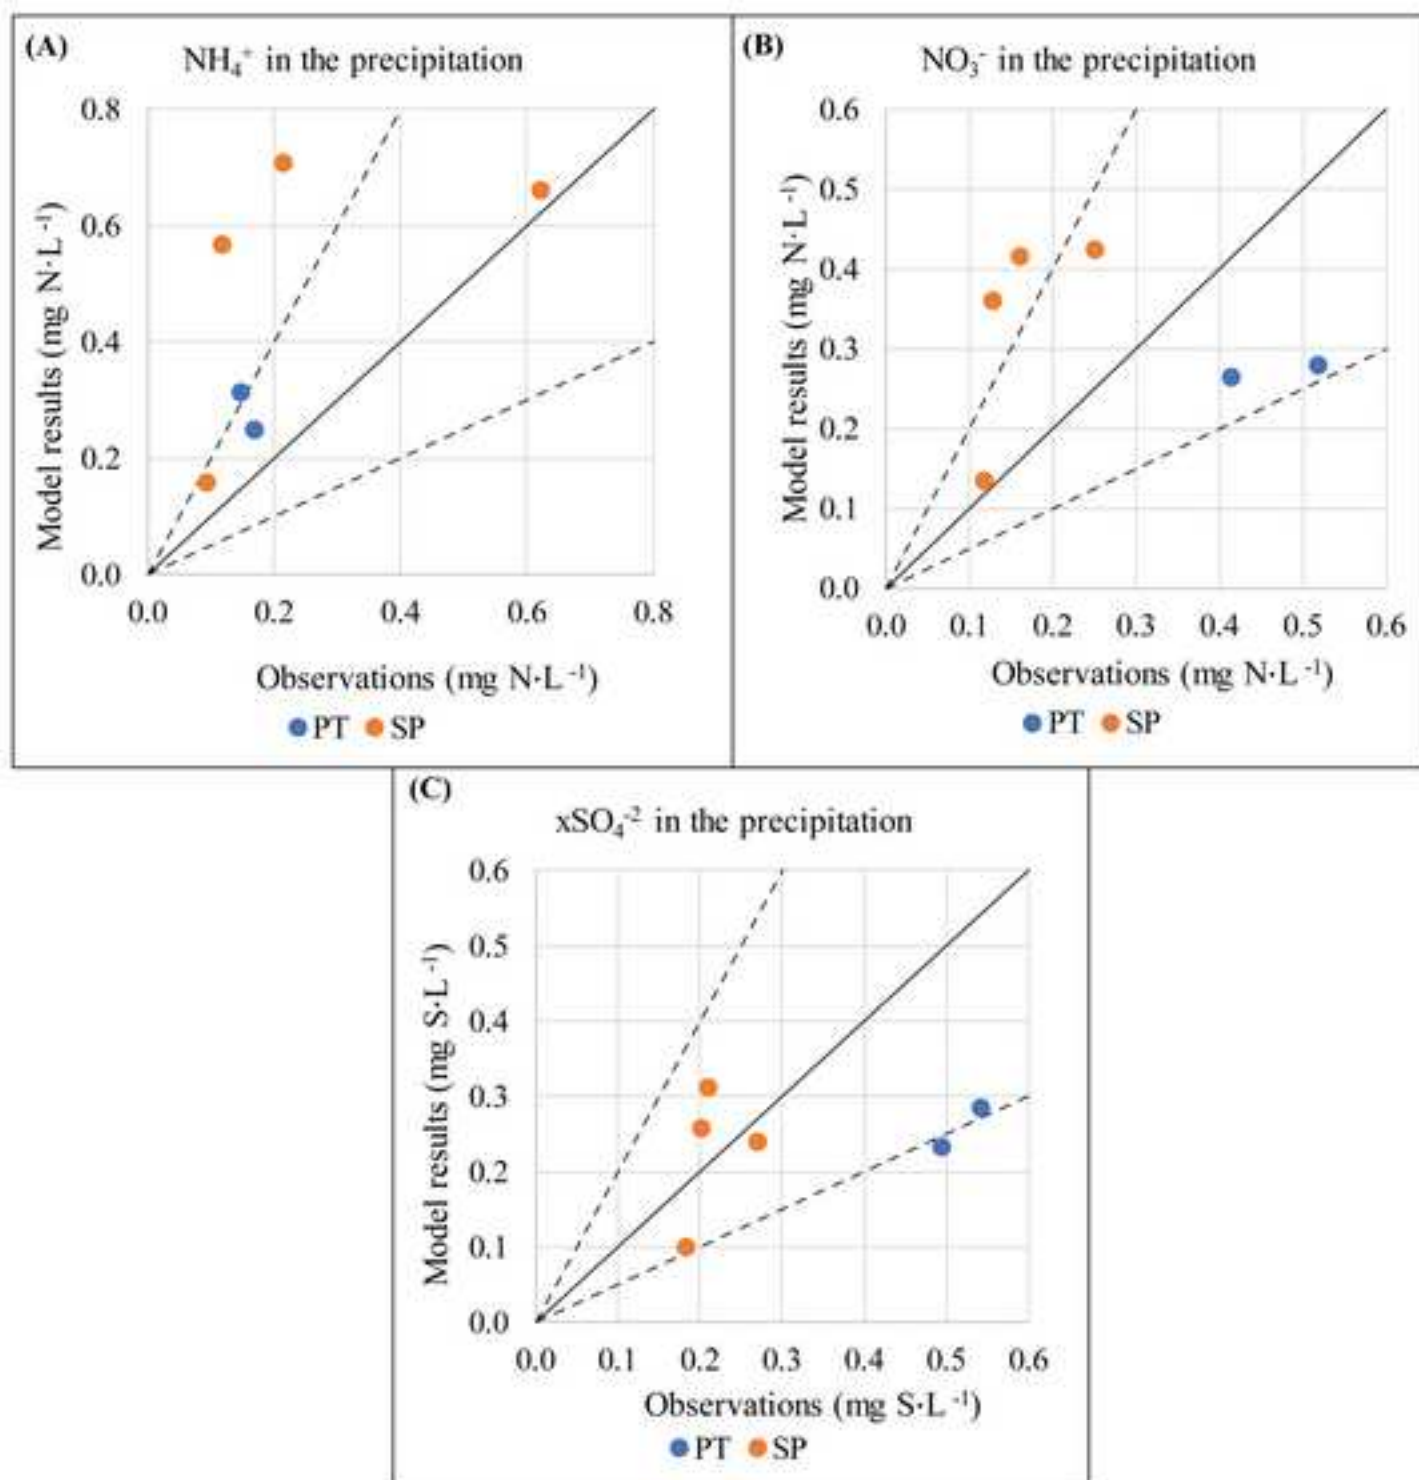 (A)
NH₄⁺ in the precipitation
0.8
0.6
0.4
0.2
0.0
Model results (mg N·L⁻¹)
0.0 0.2 0.4 0.6 0.8
Observations (mg N·L⁻¹)
PT SP
(B)
NO₃⁻ in the precipitation
0.6
0.5
0.4
0.3
0.2
0.1
0.0
Model results (mg N·L⁻¹)
0.0 0.1 0.2 0.3 0.4 0.5 0.6
Observations (mg N·L⁻¹)
PT SP
(C)
xSO₄⁻² in the precipitation
0.6
0.5
0.4
0.3
0.2
0.1
0.0
Model results (mg S·L⁻¹)
0.0 0.1 0.2 0.3 0.4 0.5 0.6
Observations (mg S·L⁻¹)
PT SP